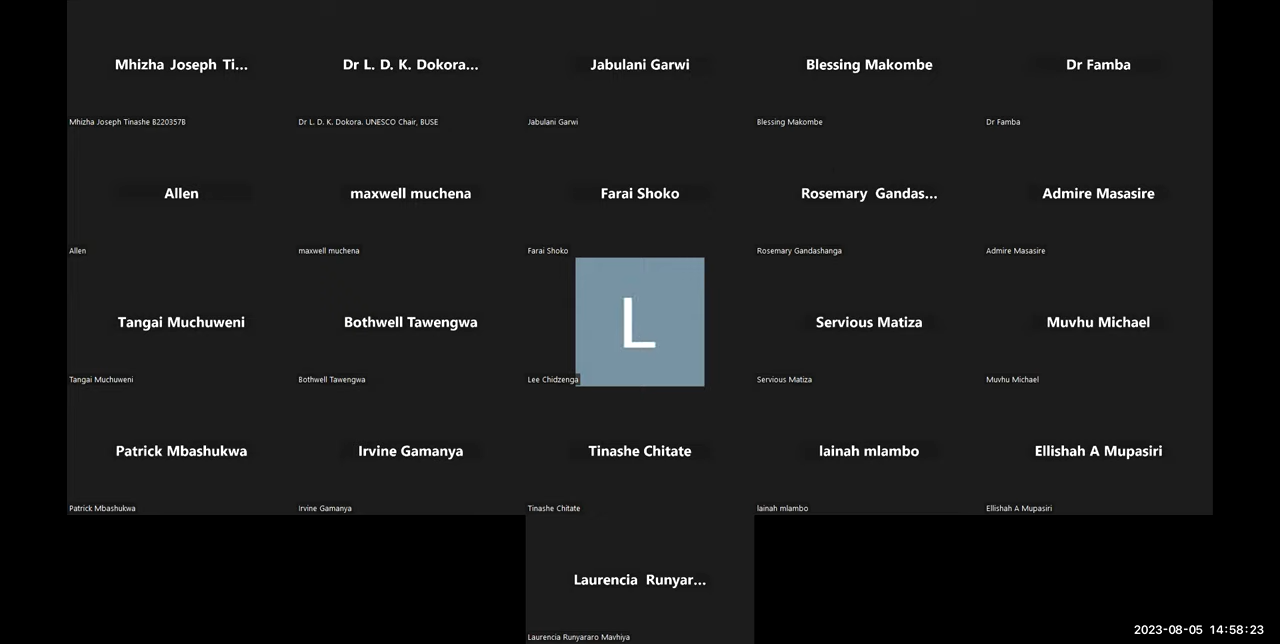 Mhizha Joseph Ti...
Dr L. D. K. Dokora...
Jabulani Garwi
Blessing Makombe
Dr Famba
Mhizha Joseph Tinashe B220357B
Dr L. D. K. Dokora. UNESCO Chair, BUSE
Jabulani Garwi
Blessing Makombe
Dr Famba
Allen
maxwell muchena
Farai Shoko
Rosemary Gandas...
Admire Masasire
Allen
maxwell muchena
Farai Shoko
Rosemary Gandashanga
Admire Masasire
Tangai Muchuweni
Bothwell Tawengwa
L
Servious Matiza
Muvhu Michael
Tangai Muchuweni
Bothwell Tawengwa
Lee Chidzenga
Servious Matiza
Muvhu Michael
Patrick Mbashukwa
Irvine Gamanya
Tinashe Chitate
lainah mlambo
Ellishah A Mupasiri
Patrick Mbashukwa
Irvine Gamanya
Tinashe Chitate
lainah mlambo
Ellishah A Mupasiri
Laurencia Runyar...
Laurencia Runyararo Mavhiya
2023-08-05 14:58:23